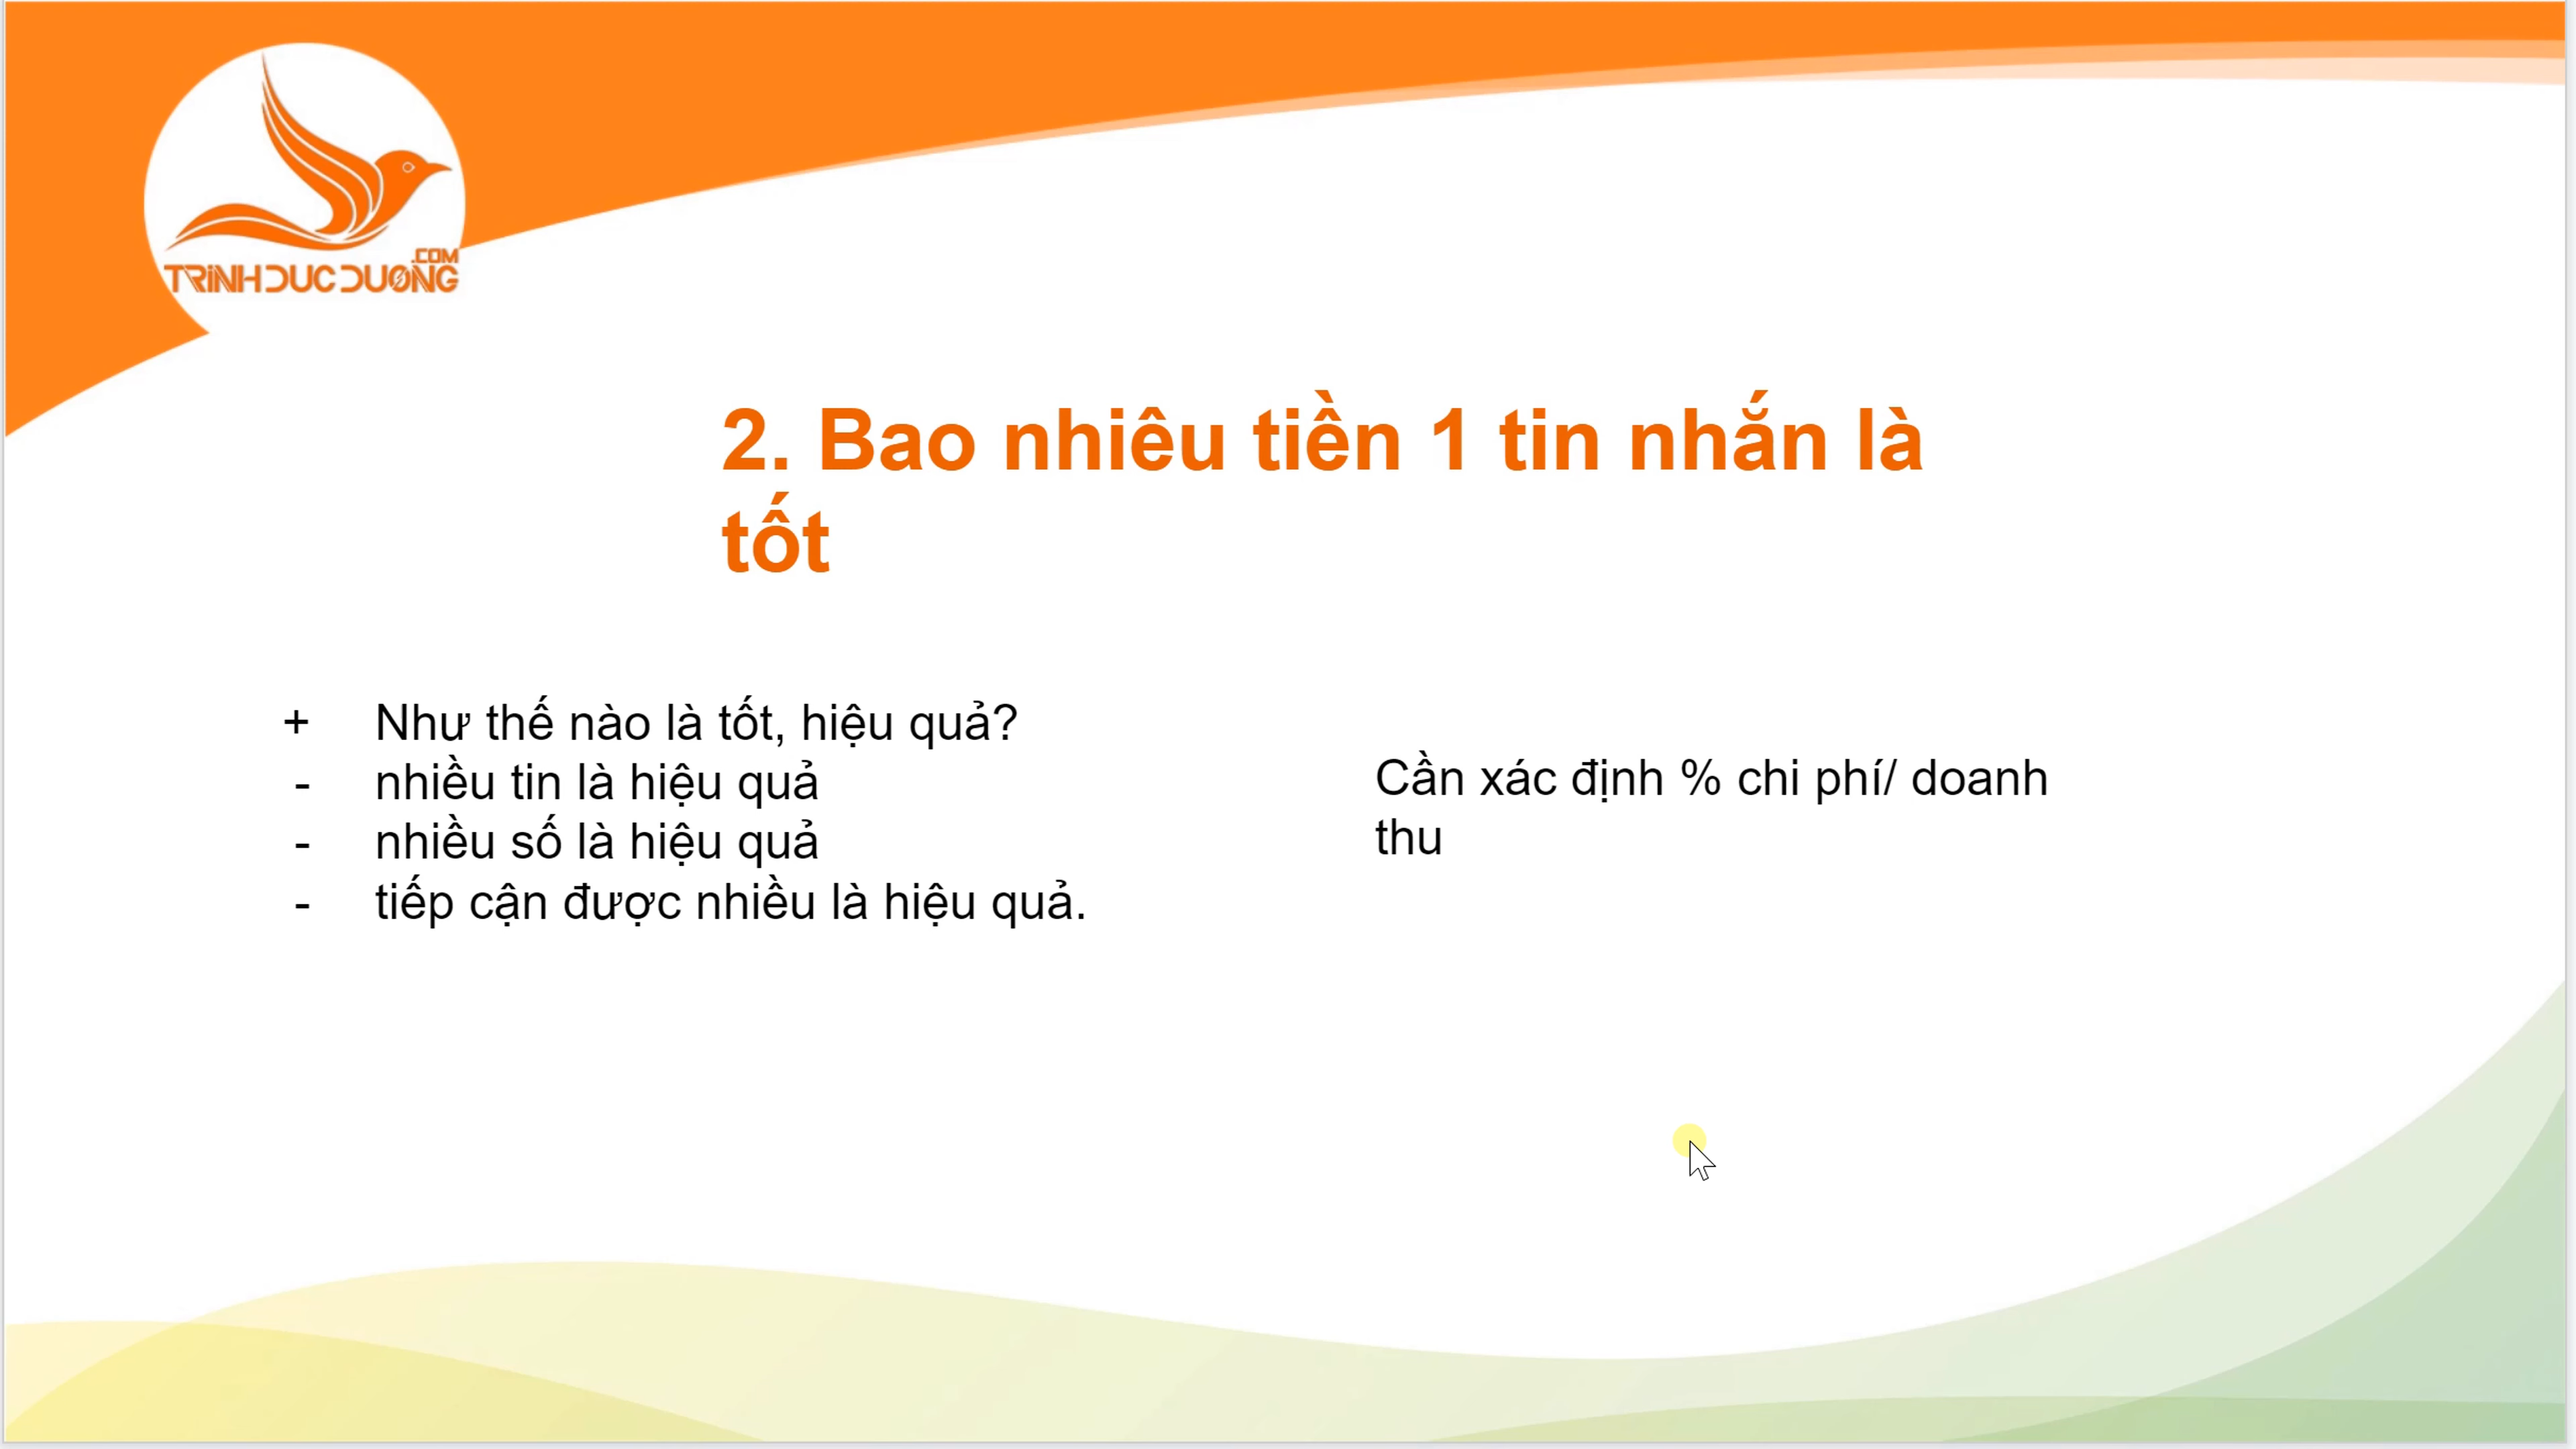 .COM
TRINHDUCDUONG
2. Bao nhiêu tiền 1 tin nhắn là
tốt
+ Như thế nào là tốt, hiệu quả?
- nhiều tin là hiệu quả
- nhiều số là hiệu quả
- tiếp cận được nhiều là hiệu quả.
Cần xác định % chi phí/ doanh
thu